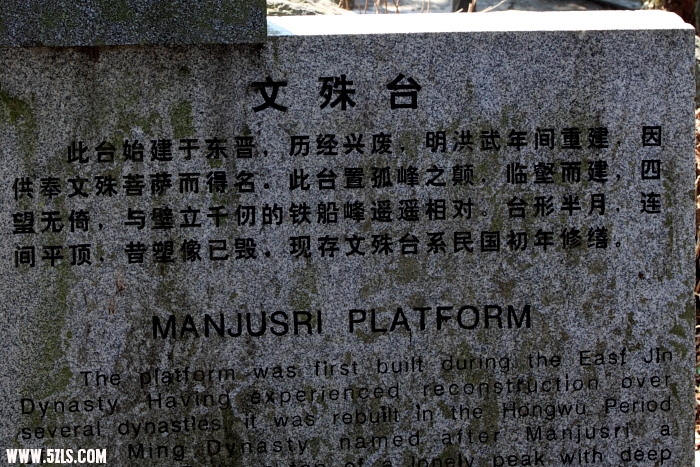 文殊台
此台始建于东晋，历经兴废，明洪武年间重建，因
供奉文殊菩萨而得名。此台置孤峰之颠，临壑而建，四
望无倚，与壁立千仞的铁船峰遥遥相对。台形半月，连
间平顶，昔塑像已毁，现存文殊台系民国初年修缮。
MANJUSRI PLATFORM
The platform was first built during the East Jin
Dynasty. Having experienced reconstruction over
several dynasties, it was rebuilt in the Hongwu Period
Ming Dynasty, named after Manjusri, a
top of a lonely peak with deep
WWW.5ZLS.COM